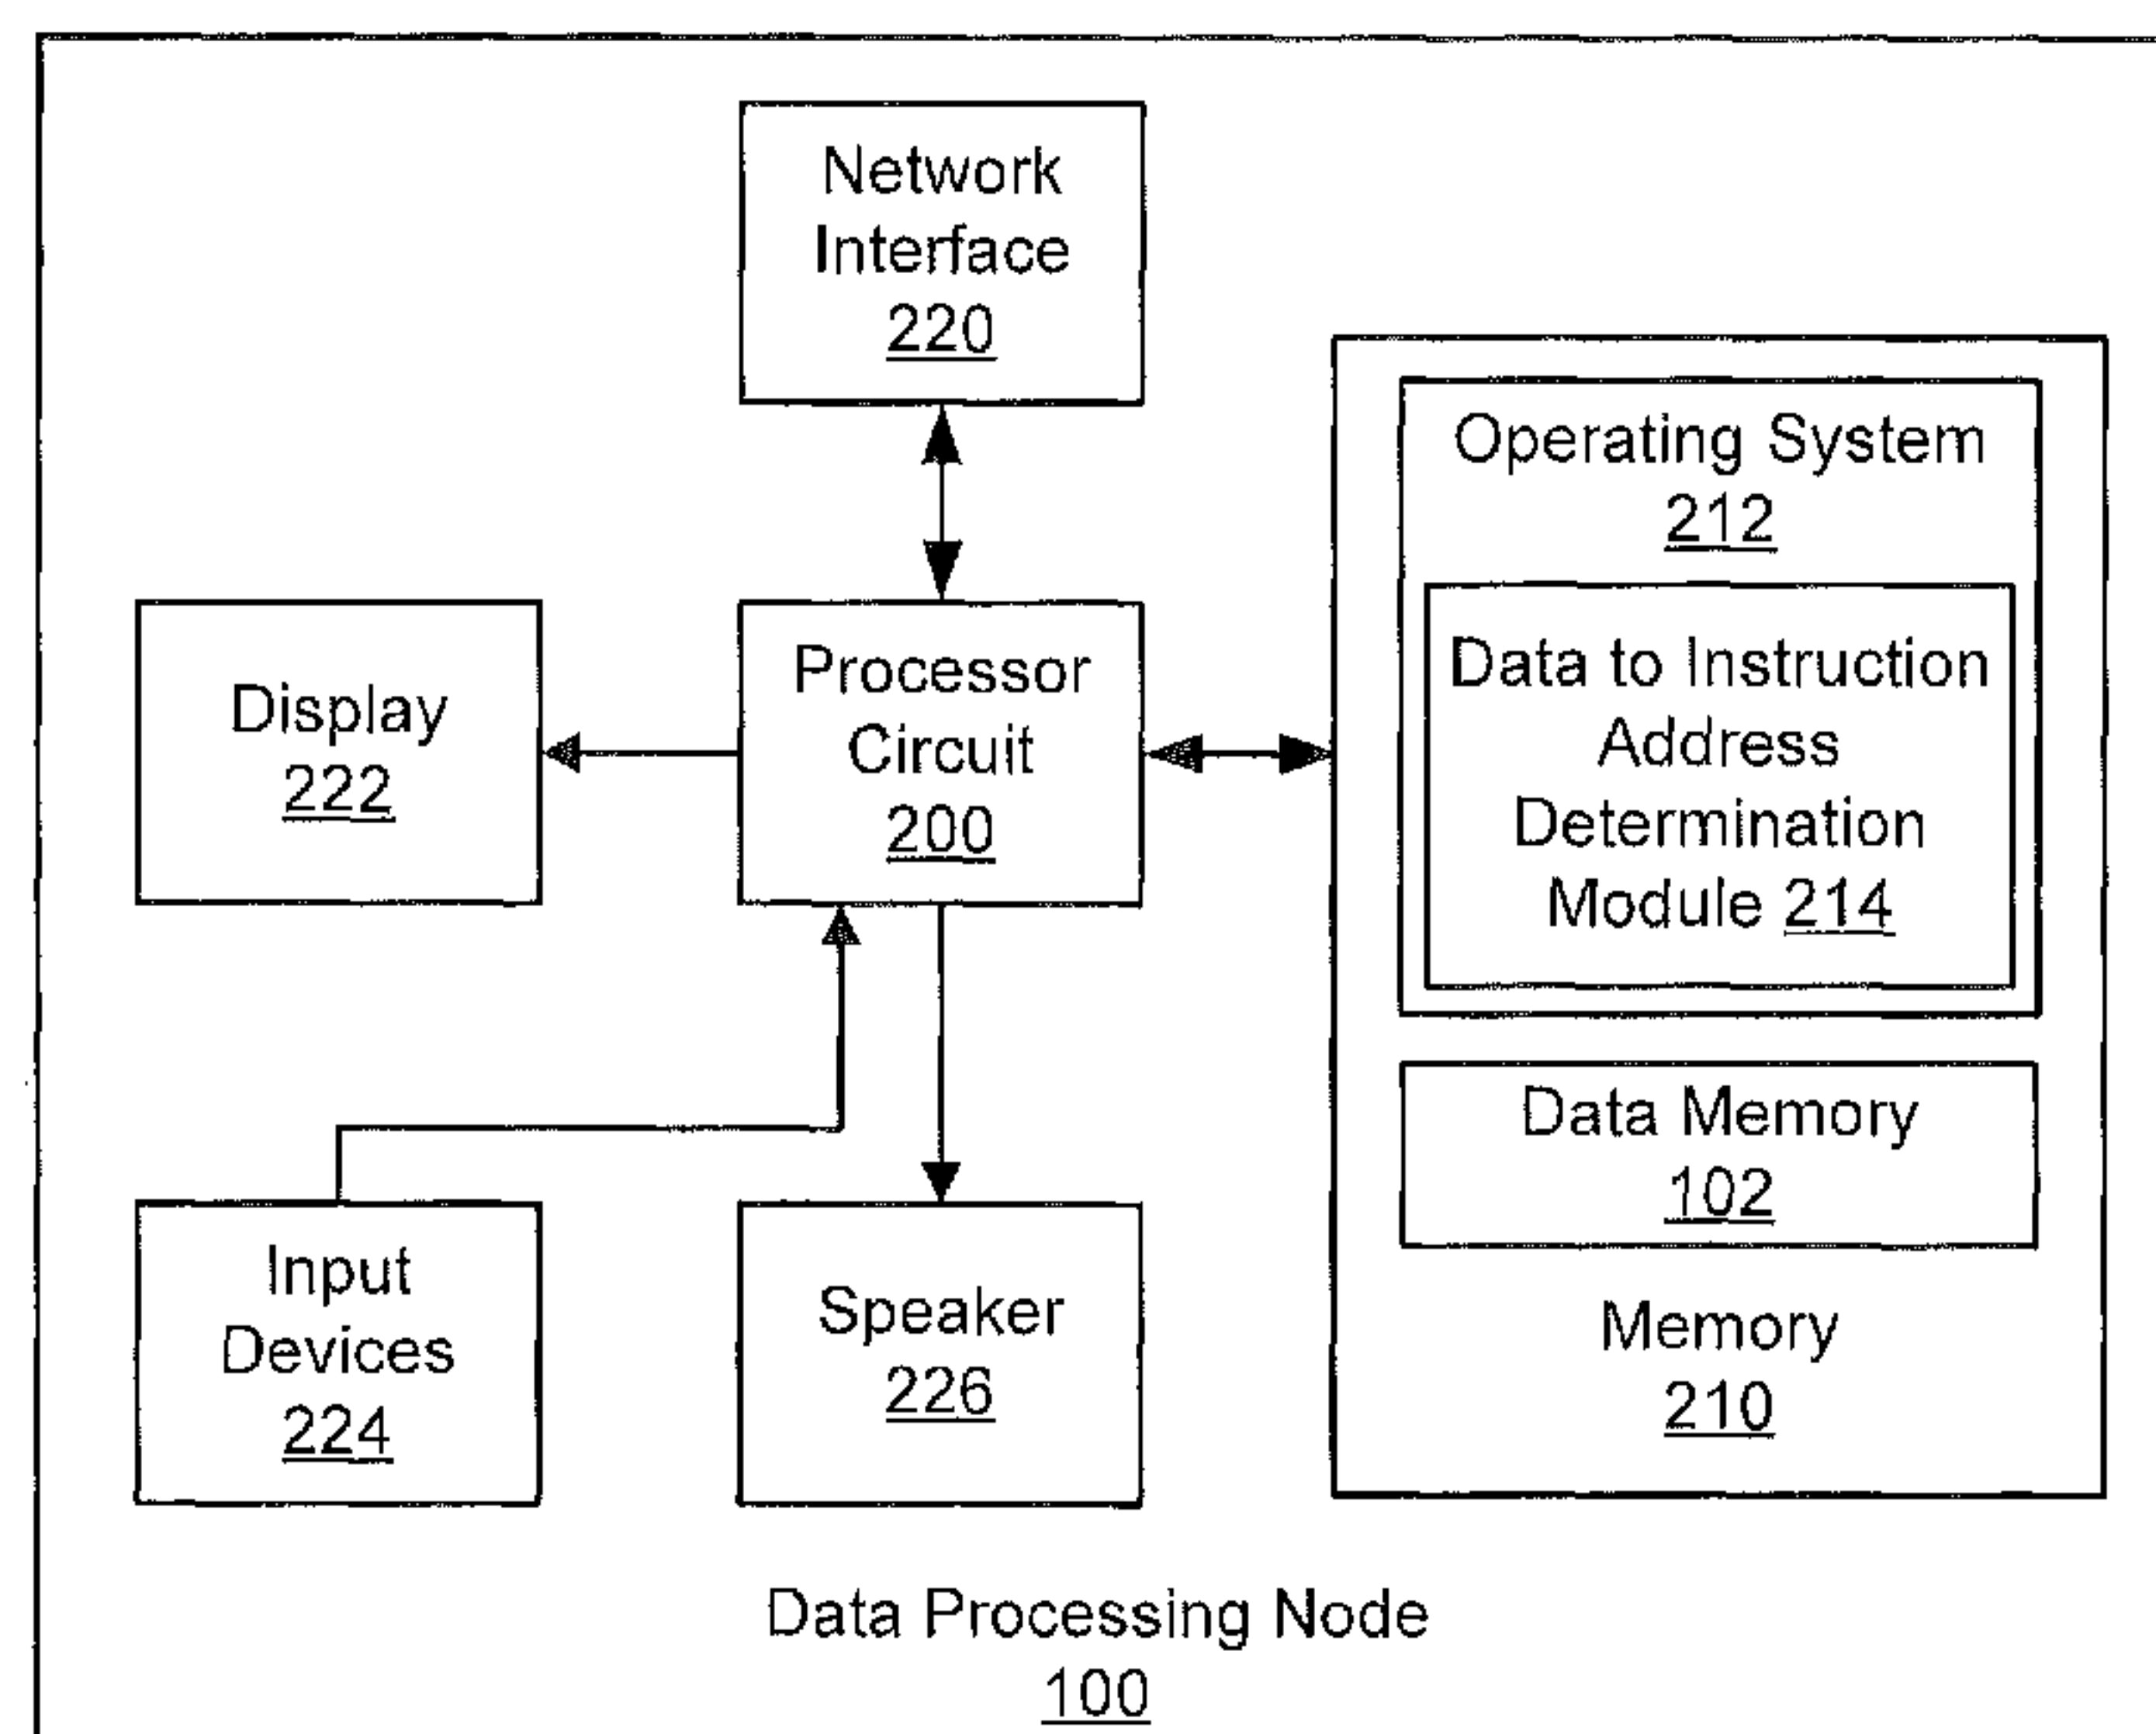 Network
Interface
220
Operating System
212
Data to Instruction
Address
Determination
Module 214
Display
222
Processor
Circuit
200
Data Memory
102
Input
Devices
224
Speaker
226
Memory
210
Data Processing Node
100